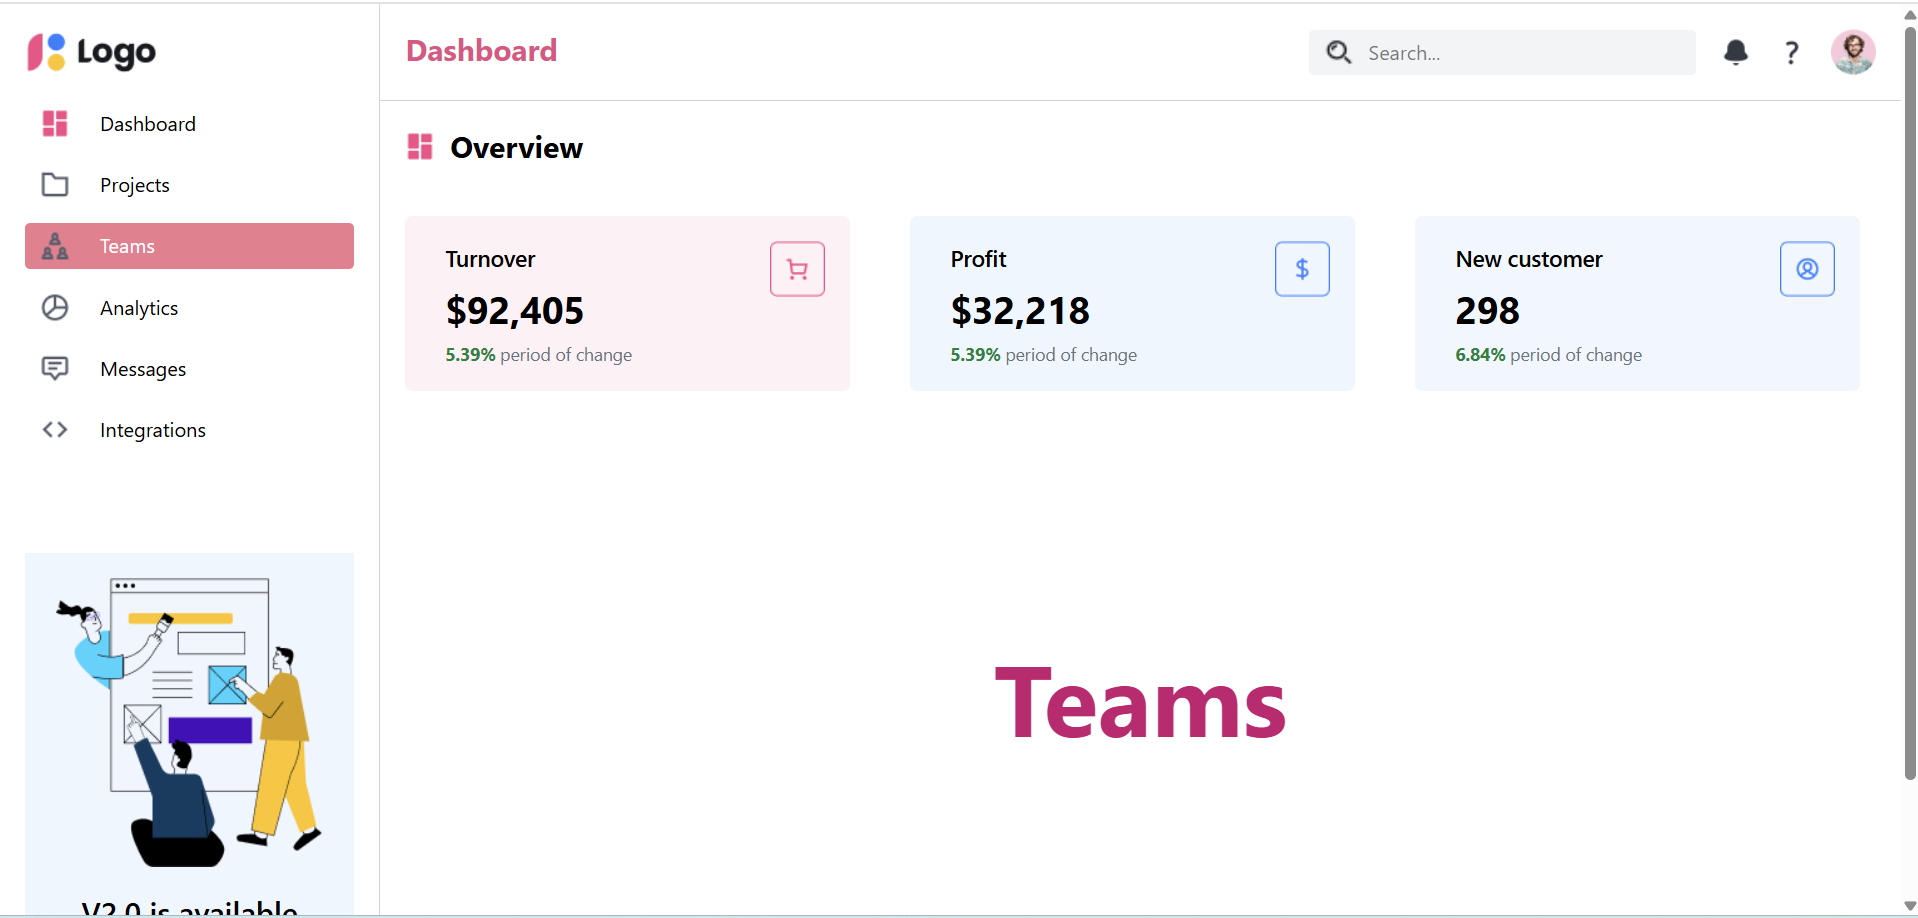 Logo
Dashboard
Projects
Teams
Analytics
Messages
Integrations
V2.0 is available
Dashboard
Search...
?
Overview
Turnover
$92,405
5.39% period of change
Profit
$
$32,218
5.39% period of change
New customer
298
6.84% period of change
Teams